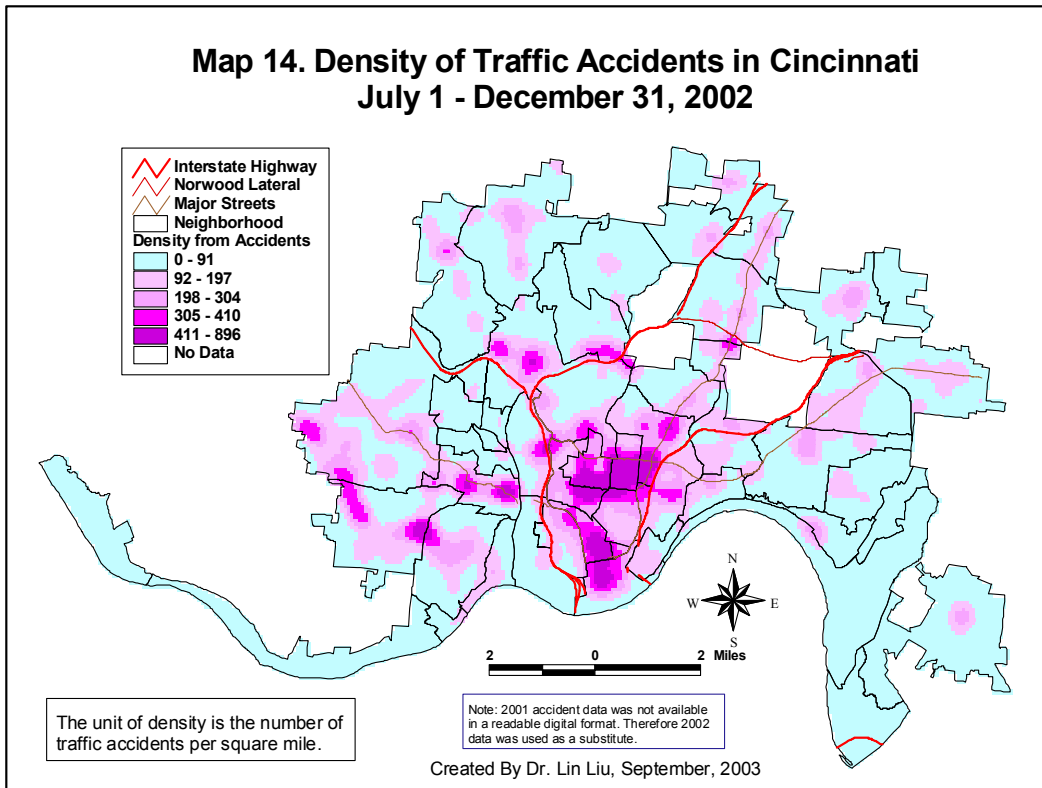 Map 14. Density of Traffic Accidents in Cincinnati
July 1 - December 31, 2002
Interstate Highway
Norwood Lateral
Major Streets
Neighborhood
Density from Accidents
0 - 91
92 - 197
198 - 304
305 - 410
411 - 896
No Data
N
W E
S
2 0 2 Miles
The unit of density is the number of
traffic accidents per square mile.
Note: 2001 accident data was not available
in a readable digital format. Therefore 2002
data was used as a substitute.
Created By Dr. Lin Liu, September, 2003